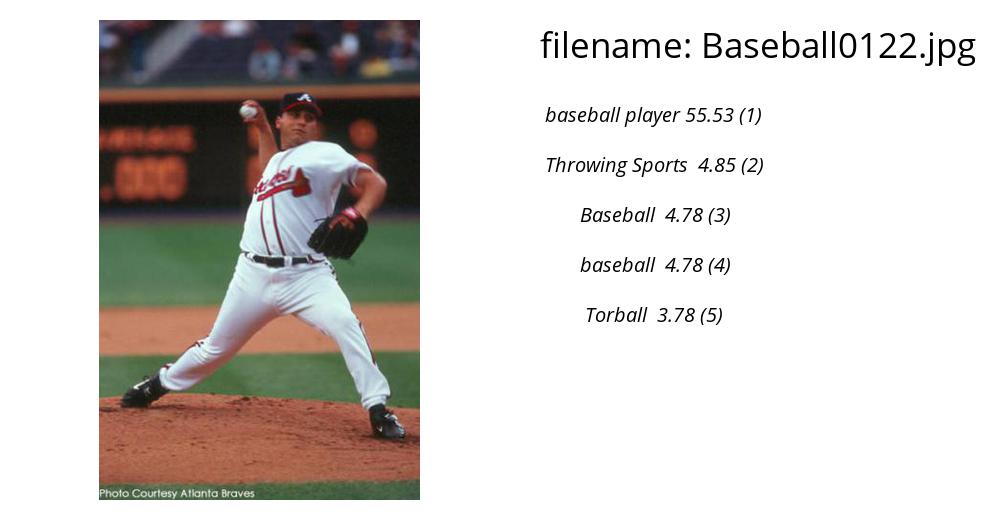 filename: Baseball0122.jpg
baseball player 55.53 (1)
Throwing Sports 4.85 (2)
Baseball 4.78 (3)
baseball 4.78 (4)
Torball 3.78 (5)
A
.000
Photo Courtesy Atlanta Braves